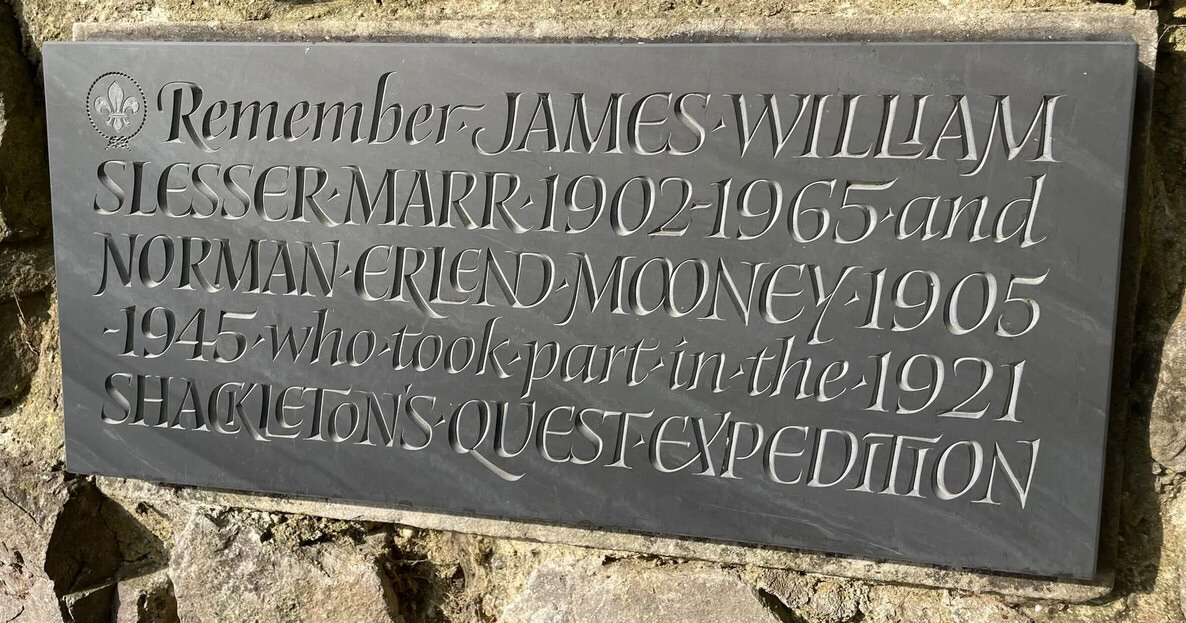 Remember · JAMES · WILLIAM
SLESSER · MARR · 1902-1965 · and
NORMAN · ERLEND · MOONEY · 1905
-1945 · who · took · part · in · the · 1921
SHACKLETON'S · QUEST · EXPEDITION